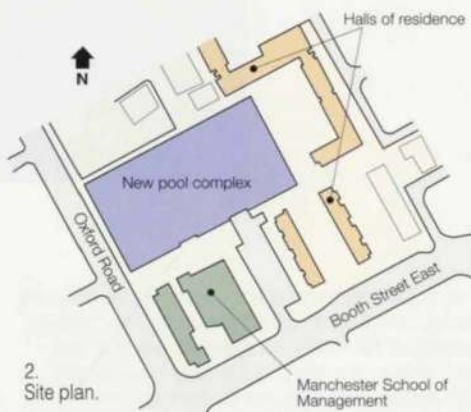 Halls of residence
N
New pool complex
Oxford Road
Booth Street East
2.
Site plan.
Manchester School of
Management